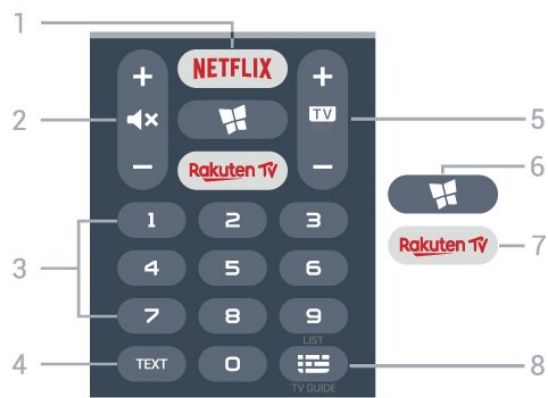 1
NETFLIX
+ +
2 TV 5
TEXT
6
- -
Rakuten TV
Rakuten TV 7
1 2 3
3 4 5 6
7 8 9
LIST
4 TEXT 0 8
TV GUIDE